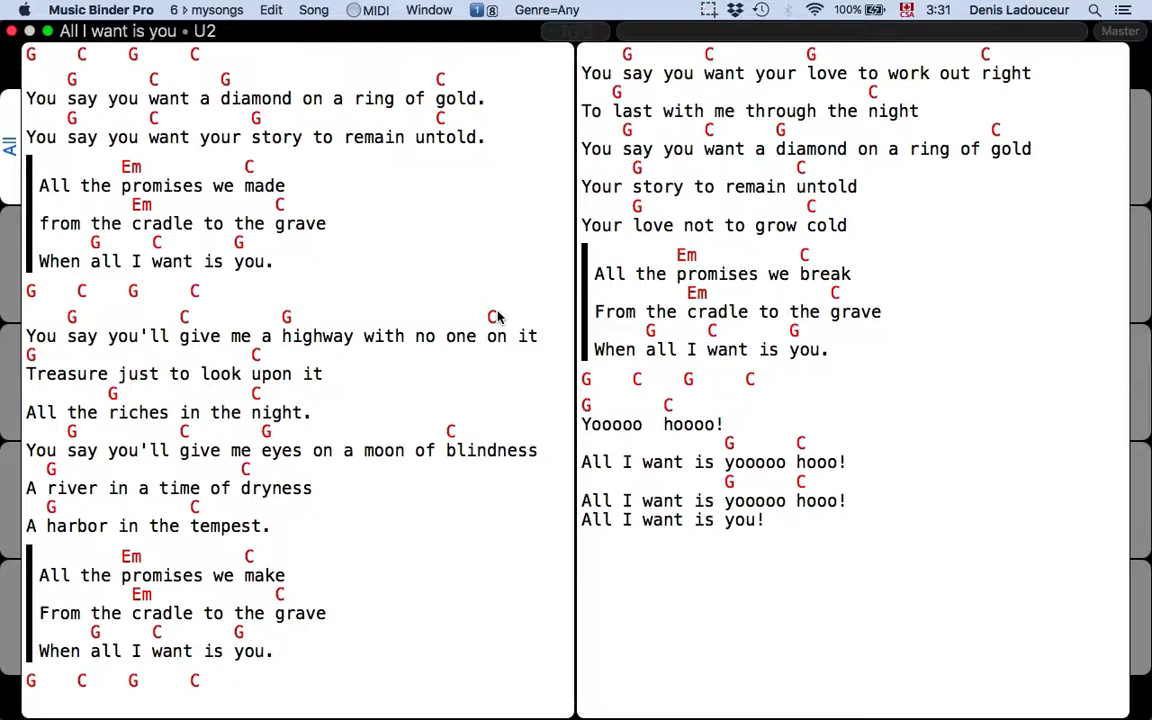 Music Binder Pro 6 mysongs Edit Song MIDI Window 1 8 Genre=Any 100% CSA 3:31 Denis Ladouceur
All I want is you • U2
Master
All
G C G C
G C G C
You say you want a diamond on a ring of gold.
G C G C
You say you want your story to remain untold.
Em C
All the promises we made
Em C
from the cradle to the grave
G C G
When all I want is you.
G C G C
G C G C
You say you'll give me a highway with no one on it
G C
Treasure just to look upon it
G C
All the riches in the night.
G C G C
You say you'll give me eyes on a moon of blindness
G C
A river in a time of dryness
G C
A harbor in the tempest.
Em C
All the promises we make
Em C
From the cradle to the grave
G C G
When all I want is you.
G C G C
G C G C
You say you want your love to work out right
G C
To last with me through the night
G C G C
You say you want a diamond on a ring of gold
G C
Your story to remain untold
G C
Your love not to grow cold
Em C
All the promises we break
Em C
From the cradle to the grave
G C G
When all I want is you.
G C G C
G C
Yooooo hoooo!
G C
All I want is yooooo hooo!
G C
All I want is yooooo hooo!
All I want is you!